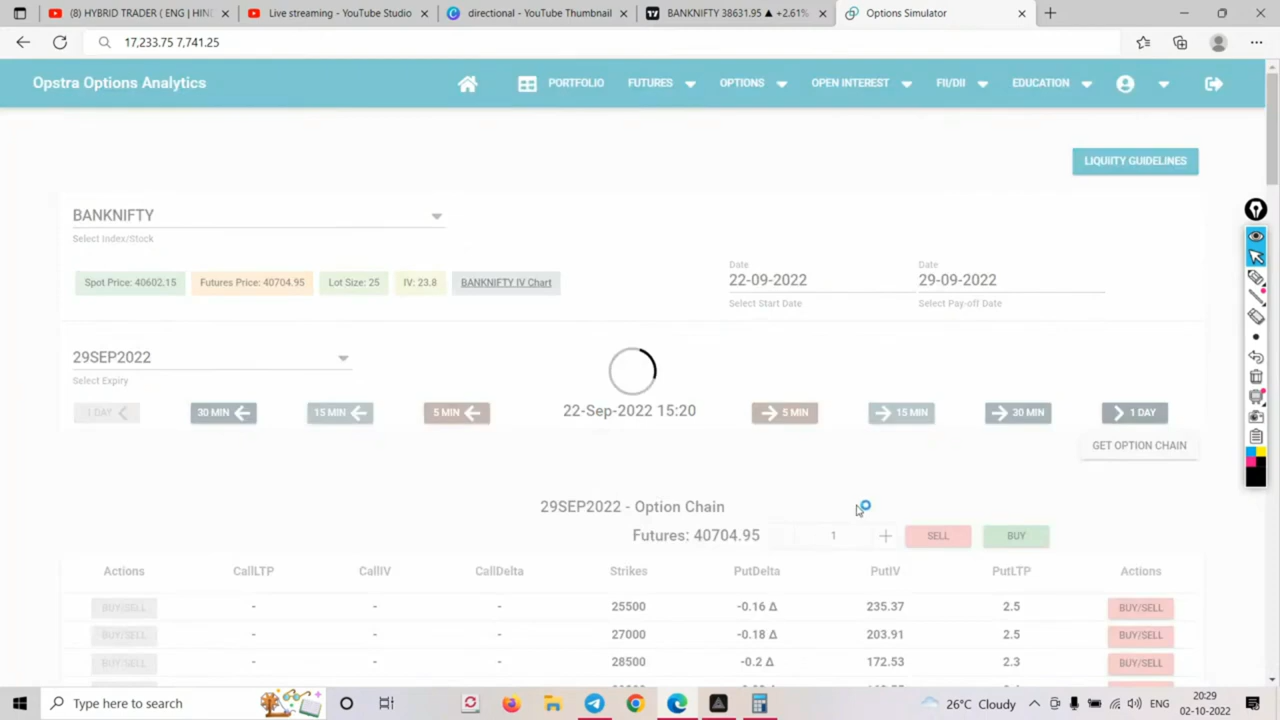 (8) HYBRID TRADER ( ENG | HIN
Live streaming - YouTube Studio
directional - YouTube Thumbnail
BANKNIFTY 38631.95 ▲ +2.61%
Options Simulator
17,233.75 7,741.25
Opstra Options Analytics
PORTFOLIO
FUTURES
OPTIONS
OPEN INTEREST
FII/DII
EDUCATION
LIQUIITY GUIDELINES
BANKNIFTY
Select Index/Stock
Spot Price: 40602.15
Futures Price: 40704.95
Lot Size: 25
IV: 23.8
BANKNIFTY IV Chart
Date
22-09-2022
Select Start Date
Date
29-09-2022
Select Pay-off Date
29SEP2022
Select Expiry
1 DAY
30 MIN
15 MIN
5 MIN
22-Sep-2022 15:20
5 MIN
15 MIN
30 MIN
1 DAY
GET OPTION CHAIN
29SEP2022 - Option Chain
Futures: 40704.95
1
SELL
BUY
Actions CallLTP CallIV CallDelta Strikes PutDelta PutIV PutLTP Actions
BUY/SELL - - - 25500 -0.16 Δ 235.37 2.5 BUY/SELL
BUY/SELL - - - 27000 -0.18 Δ 203.91 2.5 BUY/SELL
BUY/SELL - - - 28500 -0.2 Δ 172.53 2.3 BUY/SELL
Type here to search
26°C Cloudy
ENG
20:29
02-10-2022